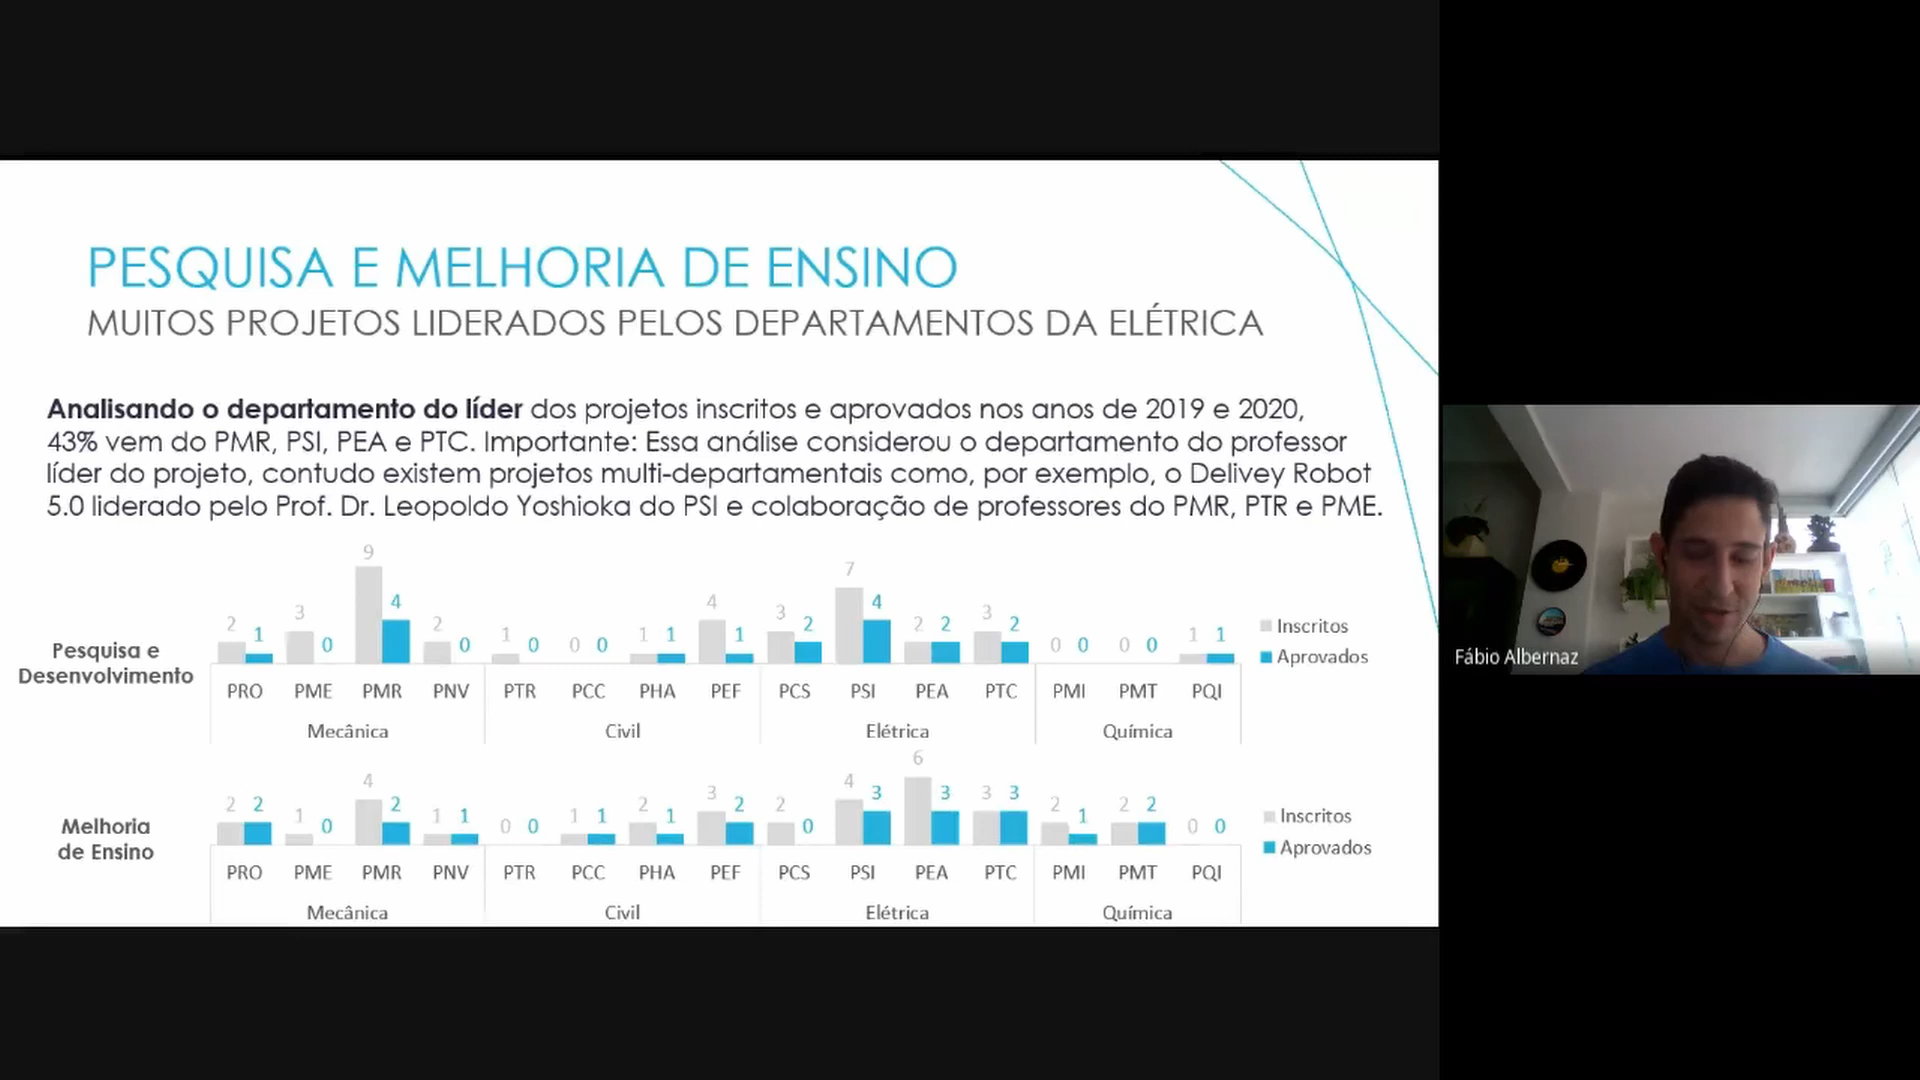 PESQUISA E MELHORIA DE ENSINO
MUITOS PROJETOS LIDERADOS PELOS DEPARTAMENTOS DA ELÉTRICA
Analisando o departamento do líder dos projetos inscritos e aprovados nos anos de 2019 e 2020,
43% vem do PMR, PSI, PEA e PTC. Importante: Essa análise considerou o departamento do professor
líder do projeto, contudo existem projetos multi-departamentais como, por exemplo, o Delivey Robot
5.0 liderado pelo Prof. Dr. Leopoldo Yoshioka do PSI e colaboração de professores do PMR, PTR e PME.
Pesquisa e
Desenvolvimento
2 1 3 0 9 4 2 0 1 0 0 0 1 1 4 1 3 2 7 4 2 2 3 2 0 0 0 0 1 1
PRO PME PMR PNV PTR PCC PHA PEF PCS PSI PEA PTC PMI PMT PQI
Mecânica Civil Elétrica Química
Inscritos
Aprovados
Melhoria
de Ensino
2 2 1 0 4 2 1 1 0 0 1 1 2 1 3 2 2 0 4 3 6 3 3 3 2 1 2 2 0 0
PRO PME PMR PNV PTR PCC PHA PEF PCS PSI PEA PTC PMI PMT PQI
Mecânica Civil Elétrica Química
Inscritos
Aprovados
Fábio Albernaz